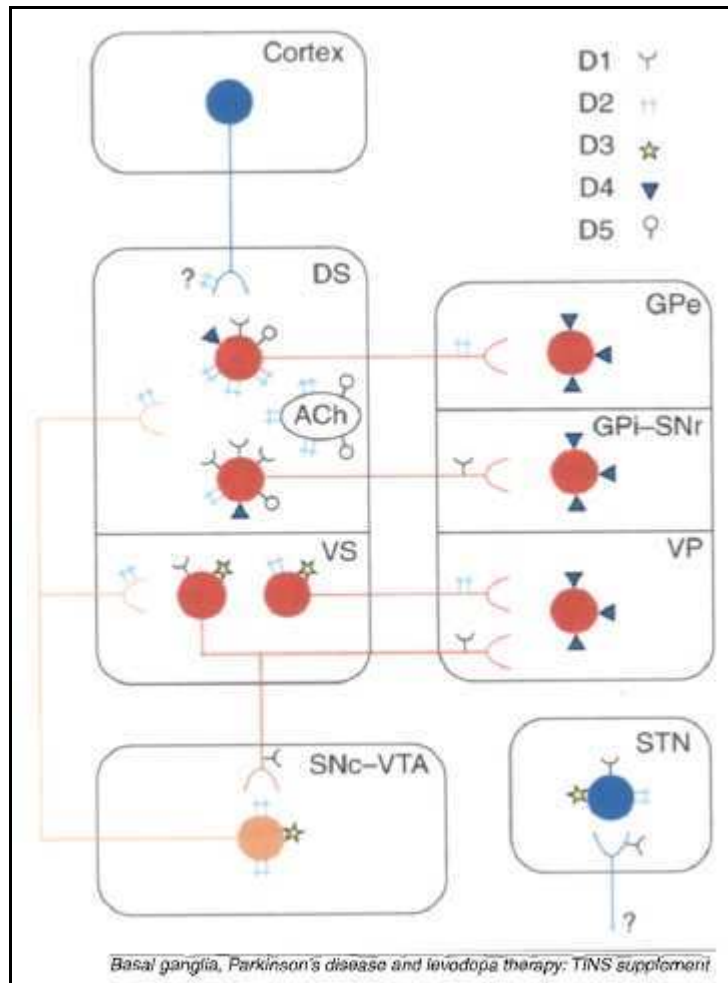 Cortex
D1
D2
D3
D4
D5
?
DS
GPe
ACh
GPi–SNr
VS
VP
SNc–VTA
STN
?
Basal ganglia, Parkinson's disease and levodopa therapy: TINS supplement